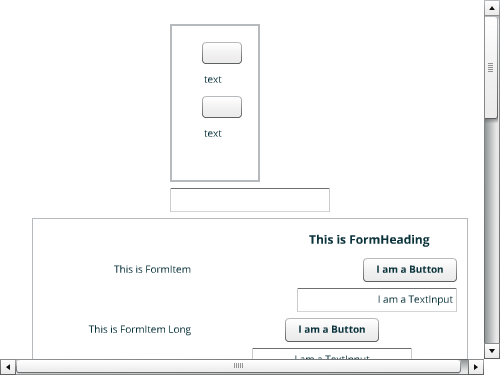 text
text
This is FormHeading
This is FormItem
I am a Button
I am a TextInput
This is FormItem Long
I am a Button
I am a TextInput